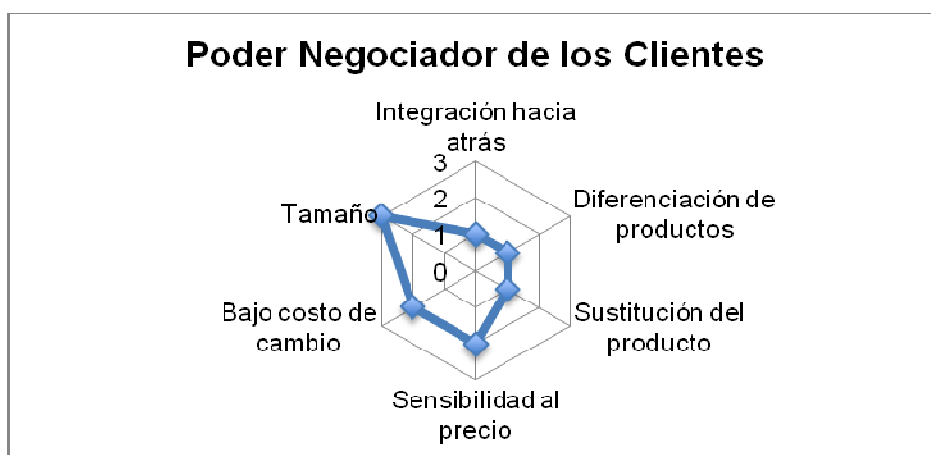 Poder Negociador de los Clientes
Integración hacia
atrás
3
2
1
0
Tamaño
Diferenciación de
productos
Bajo costo de
cambio
Sustitución del
producto
Sensibilidad al
precio